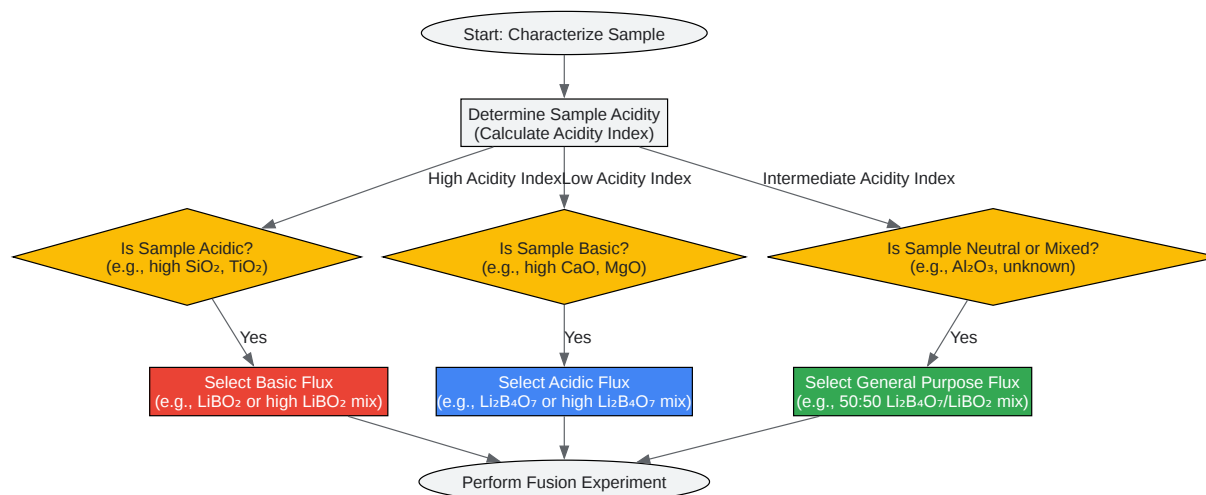 Start: Characterize Sample
Determine Sample Acidity
(Calculate Acidity Index)
High Acidity Index
Low Acidity Index
Intermediate Acidity Index
Is Sample Acidic?
(e.g., high SiO₂, TiO₂)
Is Sample Basic?
(e.g., high CaO, MgO)
Is Sample Neutral or Mixed?
(e.g., Al₂O₃, unknown)
Yes
Yes
Yes
Select Basic Flux
(e.g., LiBO₂ or high LiBO₂ mix)
Select Acidic Flux
(e.g., Li₂B₄O₇ or high Li₂B₄O₇ mix)
Select General Purpose Flux
(e.g., 50:50 Li₂B₄O₇/LiBO₂ mix)
Perform Fusion Experiment